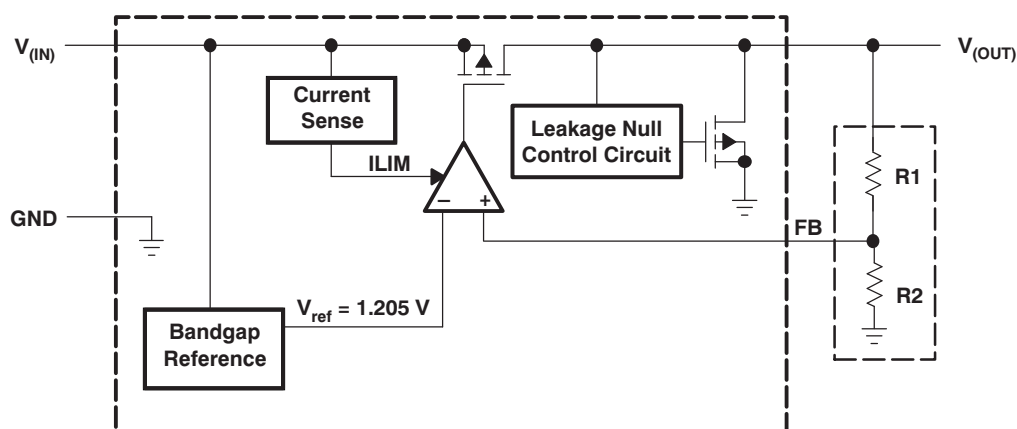 V(IN)
V(OUT)
Current
Sense
Leakage Null
Control Circuit
ILIM
R1
GND
– +
FB
R2
Vref = 1.205 V
Bandgap
Reference